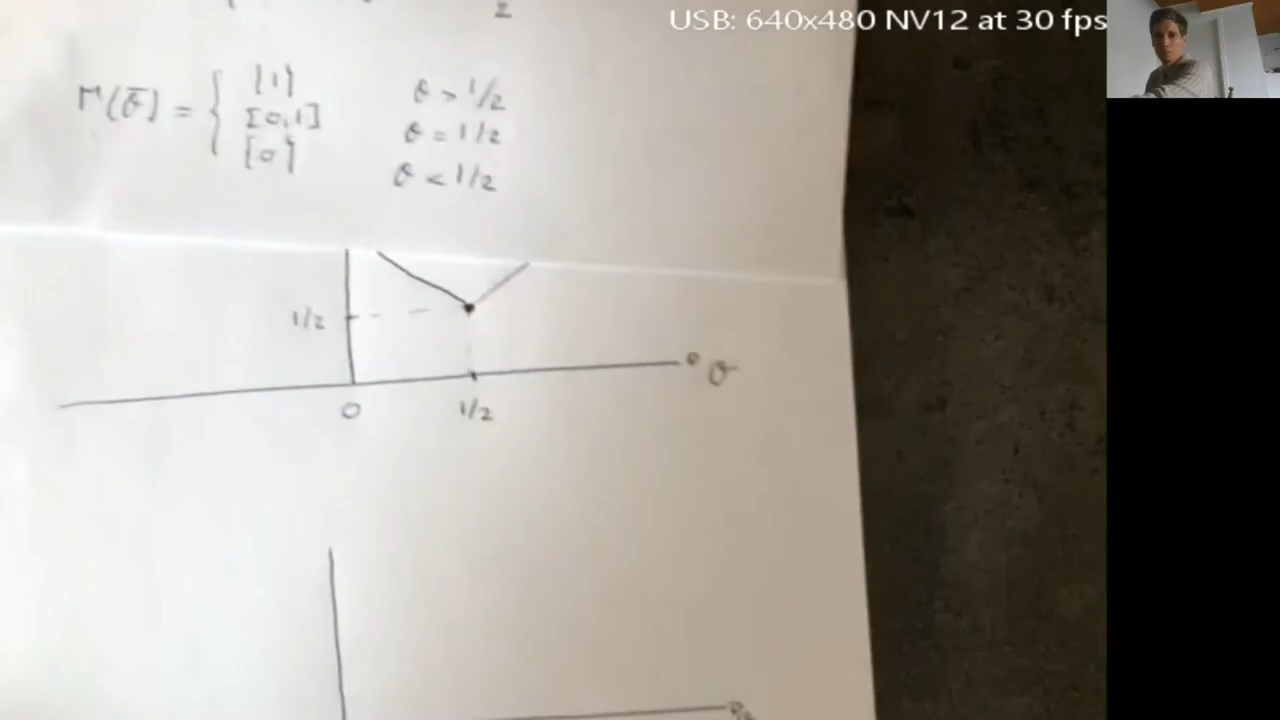 2
USB: 640x480 NV12 at 30 fps
Γ(θ) = { {1} θ > 1/2
[0,1] θ = 1/2
{0} θ < 1/2
1/2
θ
0 1/2